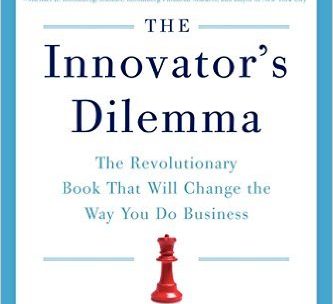 THE
Innovator's
Dilemma
The Revolutionary
Book That Will Change the
Way You Do Business